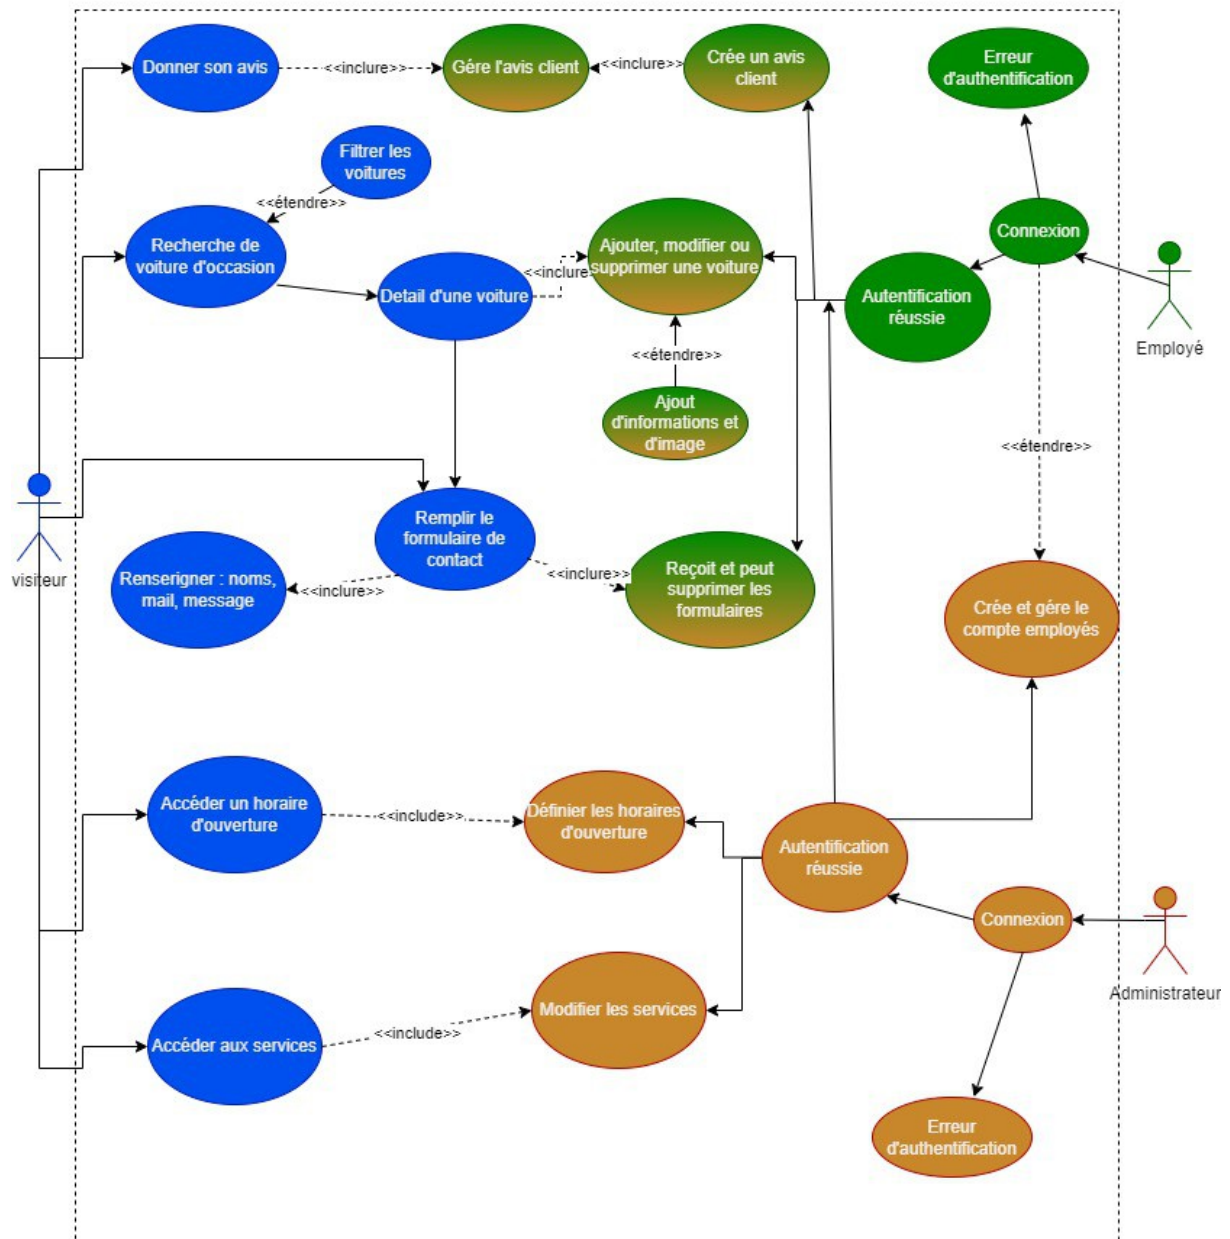 Donner son avis
<<inclure>>
Gére l'avis client
<<inclure>>
Crée un avis
client
Erreur
d'authentification
Filtrer les
voitures
<<étendre>>
Recherche de
voiture d'occasion
Detail d'une voiture
<<inclure>>
Ajouter, modifier ou
supprimer une voiture
Connexion
Autentification
réussie
Employé
<<étendre>>
Ajout
d'informations et
d'image
<<étendre>>
visiteur
Remplir le
formulaire de
contact
Renserigner : noms,
mail, message
<<inclure>>
<<inclure>>
Reçoit et peut
supprimer les
formulaires
Crée et gére le
compte employés
Accéder un horaire
d'ouverture
<<include>>
Définier les horaires
d'ouverture
Autentification
réussie
Connexion
Administrateur
Accéder aux services
<<include>>
Modifier les services
Erreur
d'authentification